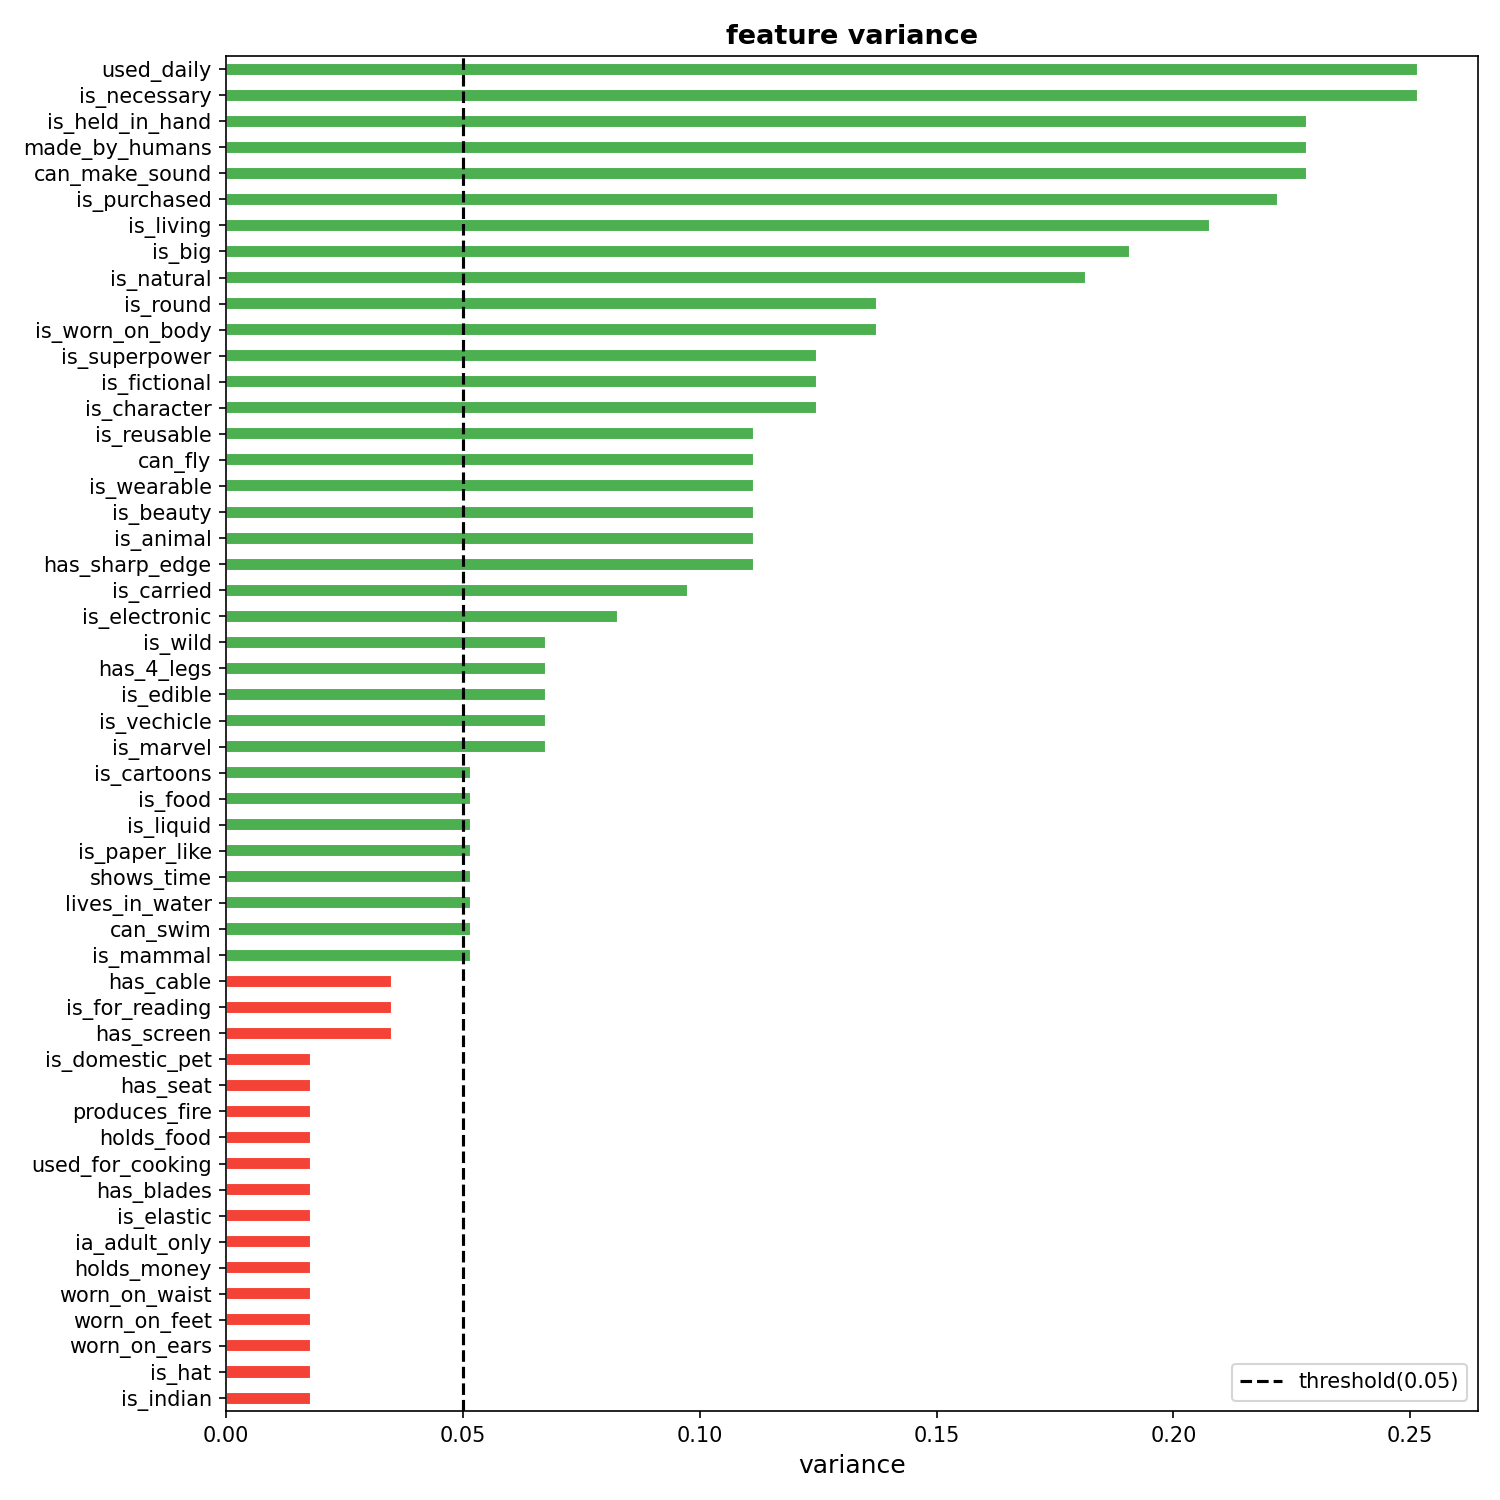 feature variance
used_daily
is_necessary
is_held_in_hand
made_by_humans
can_make_sound
is_purchased
is_living
is_big
is_natural
is_round
is_worn_on_body
is_superpower
is_fictional
is_character
is_reusable
can_fly
is_wearable
is_beauty
is_animal
has_sharp_edge
is_carried
is_electronic
is_wild
has_4_legs
is_edible
is_vechicle
is_marvel
is_cartoons
is_food
is_liquid
is_paper_like
shows_time
lives_in_water
can_swim
is_mammal
has_cable
is_for_reading
has_screen
is_domestic_pet
has_seat
produces_fire
holds_food
used_for_cooking
has_blades
is_elastic
ia_adult_only
holds_money
worn_on_waist
worn_on_feet
worn_on_ears
is_hat
is_indian
threshold(0.05)
0.00 0.05 0.10 0.15 0.20 0.25
variance